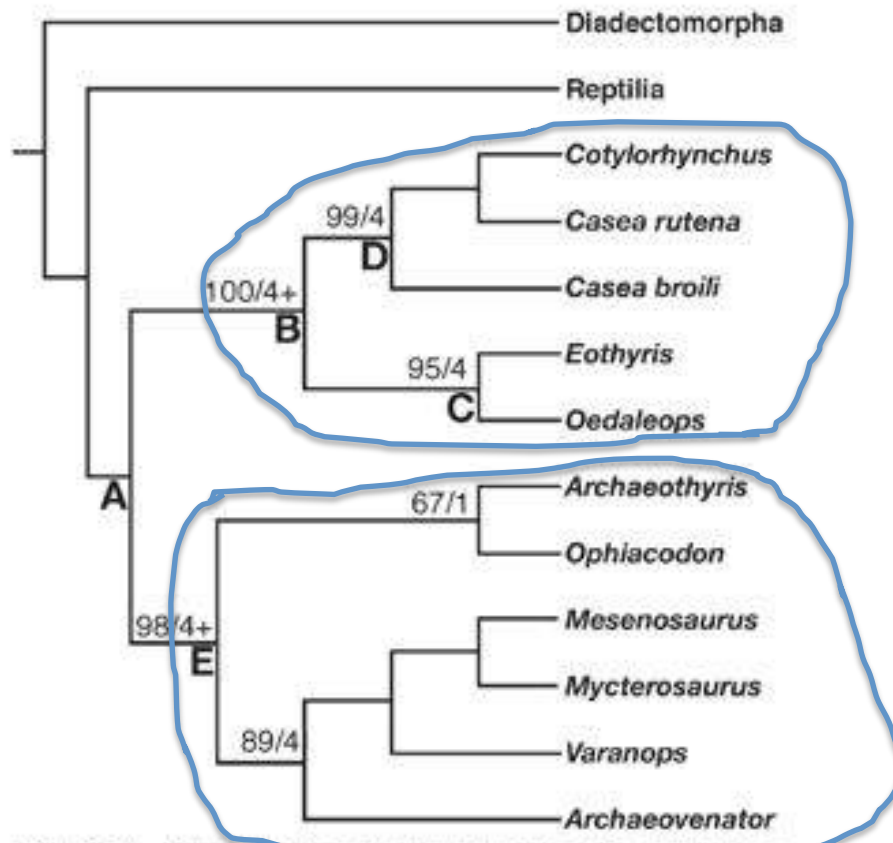 Diadectomorpha
Reptilia
Cotylorhynchus
99/4
Casea rutena
D
Casea broili
100/4+
B
Eothyris
95/4
C
Oedaleops
A
Archaeothyris
67/1
Ophiacodon
Mesenosaurus
98/4+
E
Mycterosaurus
89/4
Varanops
Archaeovenator